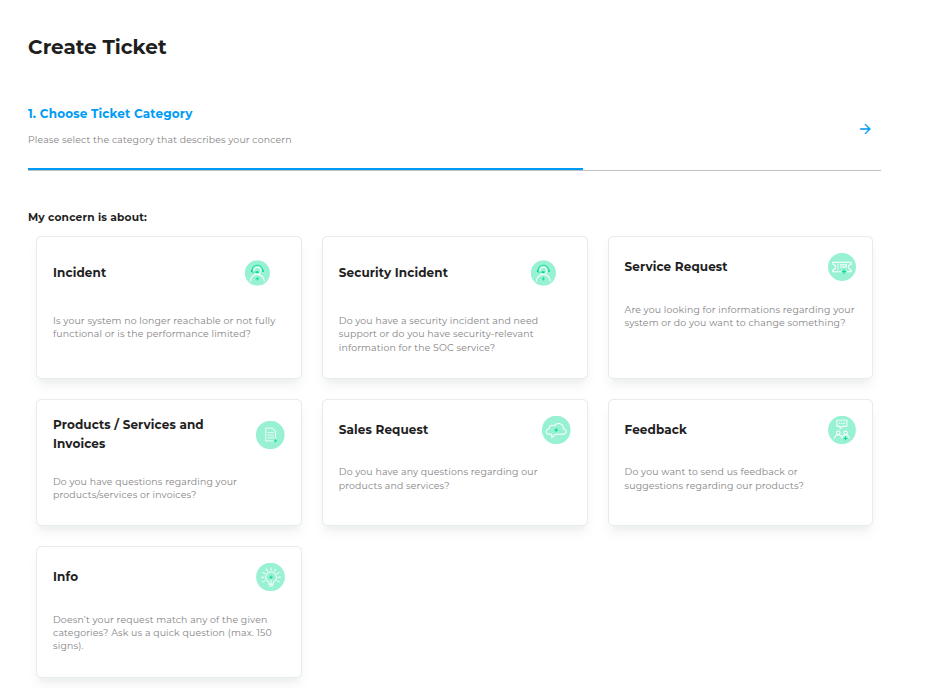 Create Ticket
1. Choose Ticket Category
Please select the category that describes your concern
My concern is about:
Incident
Is your system no longer reachable or not fully
functional or is the performance limited?
Security Incident
Do you have a security incident and need
support or do you have security-relevant
information for the SOC service?
Service Request
Are you looking for informations regarding your
system or do you want to change something?
Products / Services and
Invoices
Do you have questions regarding your
products/services or invoices?
Sales Request
Do you have any questions regarding our
products and services?
Feedback
Do you want to send us feedback or
suggestions regarding our products?
Info
Doesn't your request match any of the given
categories? Ask us a quick question (max. 150
signs).